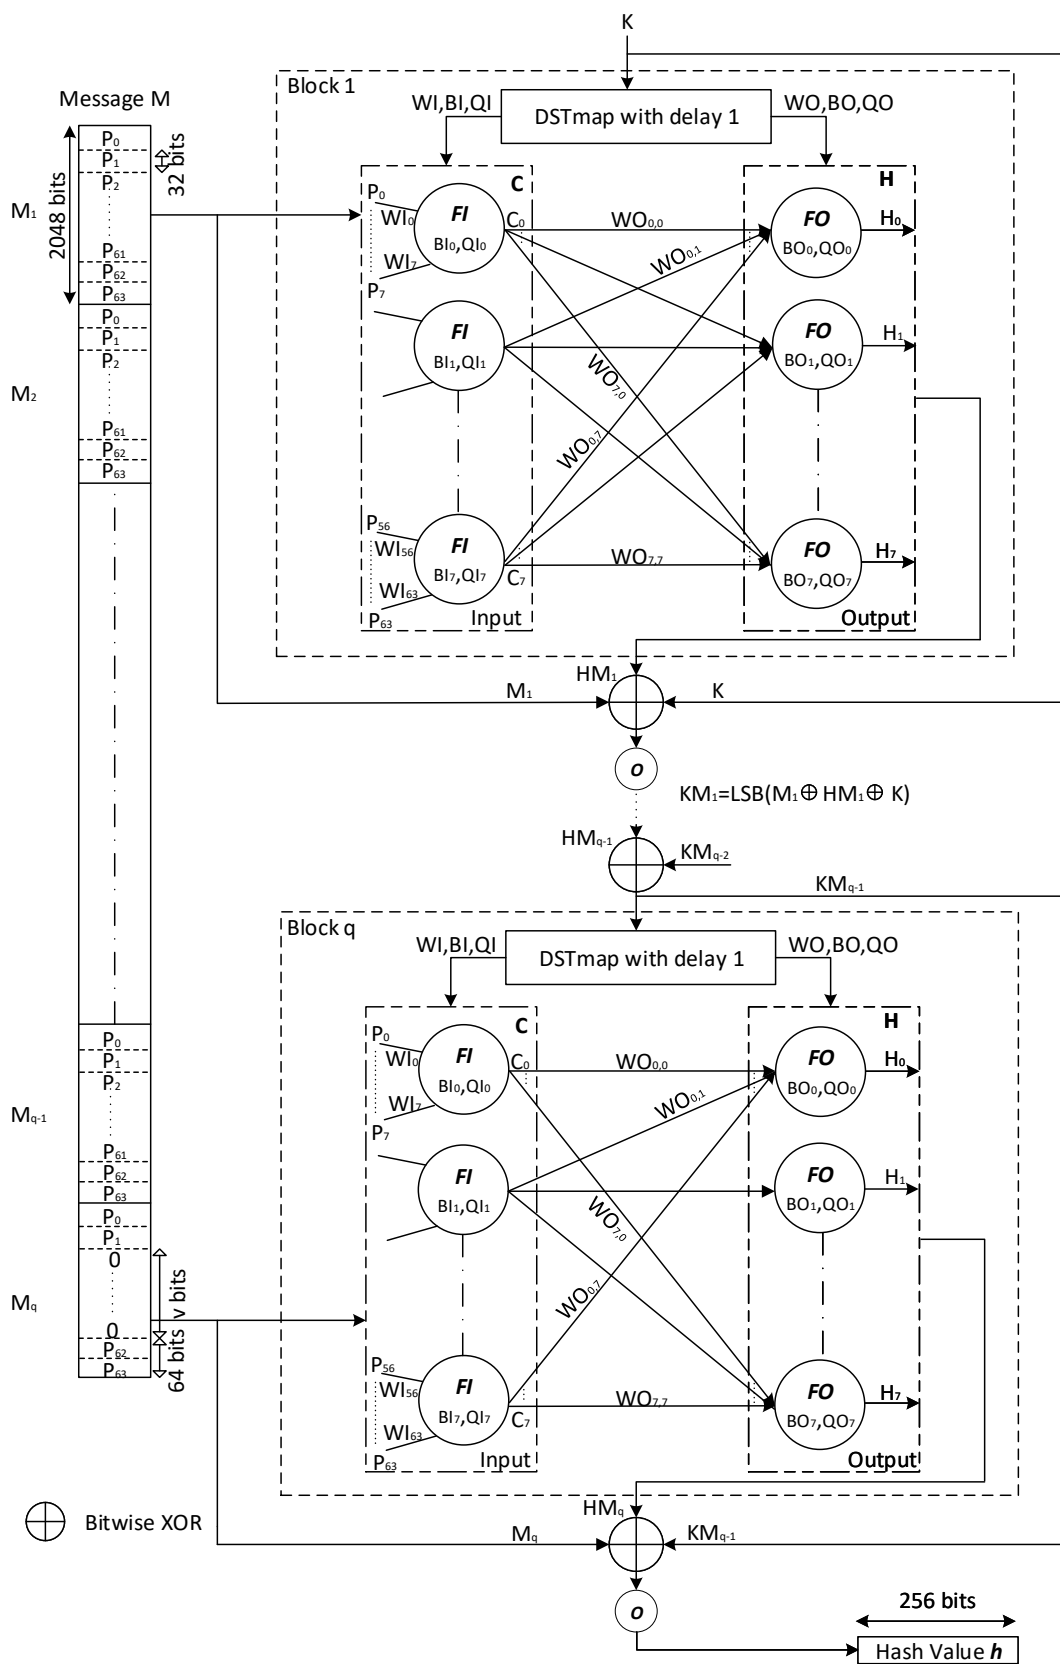 K
Block 1
Message M
WI,BI,QI
DSTmap with delay 1
WO,BO,QO
M₁
2048 bits
P₀
P₁
P₂
P₆₁
P₆₂
P₆₃
32 bits
C
H
P₀
WI₀
WI₇
P₇
FI
BI₀,QI₀
C₀
WO₀,₀
FO
BO₀,QO₀
H₀
WO₀,₁
FI
BI₁,QI₁
FO
BO₁,QO₁
H₁
M₂
P₀
P₁
P₂
P₆₁
P₆₂
P₆₃
WO₇,₀
WO₀,₇
P₅₆
WI₅₆
WI₆₃
P₆₃
FI
BI₇,QI₇
C₇
WO₇,₇
FO
BO₇,QO₇
H₇
Input
Output
HM₁
M₁
K
O
KM₁=LSB(M₁⊕HM₁⊕K)
HM_{q-1}
KM_{q-2}
KM_{q-1}
Block q
WI,BI,QI
DSTmap with delay 1
WO,BO,QO
M_{q-1}
P₀
P₁
P₂
P₆₁
P₆₂
P₆₃
C
H
P₀
WI₀
WI₇
P₇
FI
BI₀,QI₀
C₀
WO₀,₀
FO
BO₀,QO₀
H₀
WO₀,₁
FI
BI₁,QI₁
FO
BO₁,QO₁
H₁
M_q
P₀
P₁
0
0
P₆₂
P₆₃
v bits
64 bits
WO₇,₀
WO₀,₇
P₅₆
WI₅₆
WI₆₃
P₆₃
FI
BI₇,QI₇
C₇
WO₇,₇
FO
BO₇,QO₇
H₇
Input
Output
HM_q
Bitwise XOR
M_q
KM_{q-1}
O
256 bits
Hash Value h